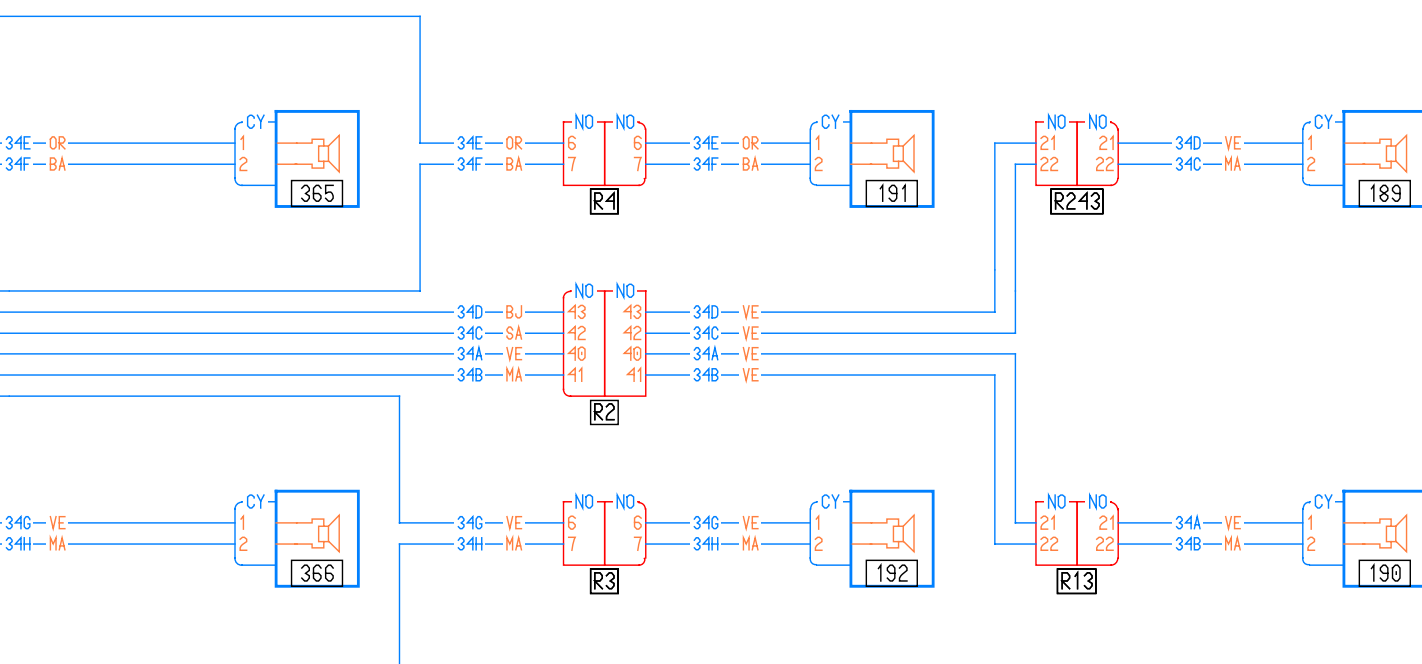 CY NO NO CY NO NO CY
34E OR 1 34E OR 6 6 34E OR 1 21 21 34D VE 1
34F BA 2 34F BA 7 7 34F BA 2 22 22 34C MA 2
365 R4 191 R243 189
NO NO
34D BJ 43 43 34D VE
34C SA 42 42 34C VE
34A VE 40 40 34A VE
34B MA 41 41 34B VE
R2
CY NO NO CY NO NO CY
34G VE 1 34G VE 6 6 34G VE 1 21 21 34A VE 1
34H MA 2 34H MA 7 7 34H MA 2 22 22 34B MA 2
366 R3 192 R13 190